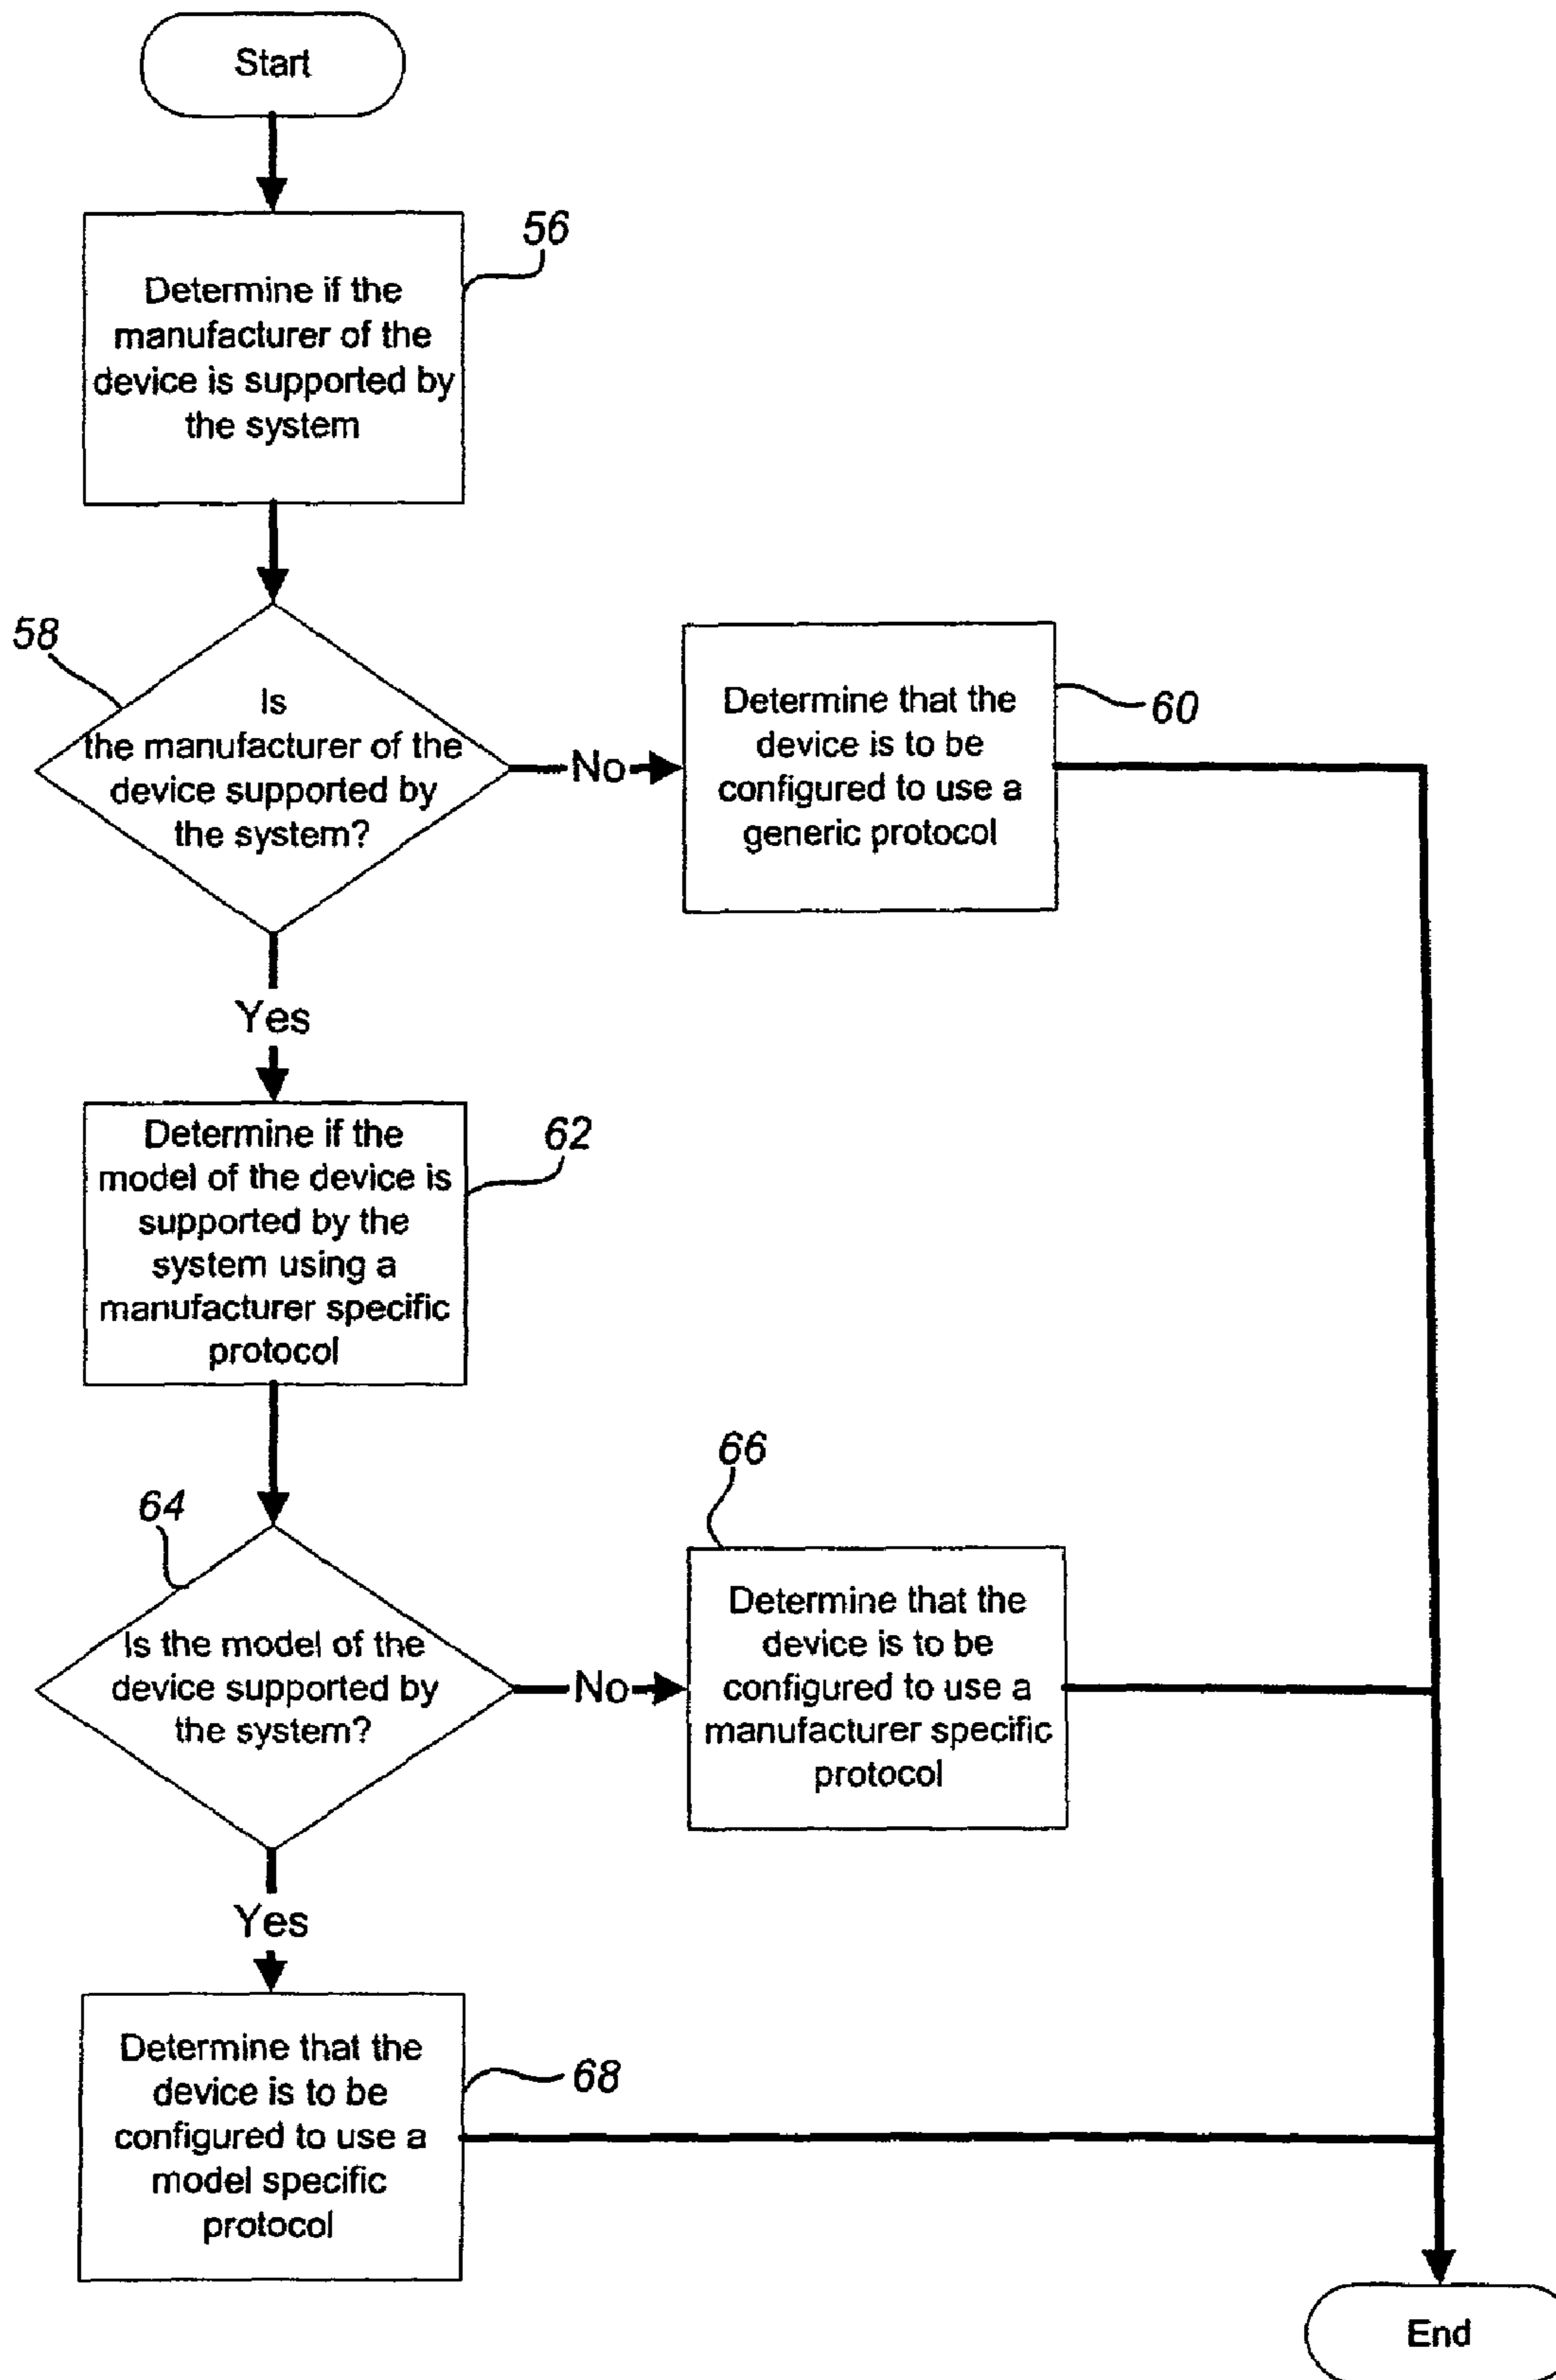 Start
56
Determine if the
manufacturer of the
device is supported by
the system
58
Is
the manufacturer of the
device supported by
the system?
No
Determine that the
device is to be
configured to use a
generic protocol
60
Yes
Determine if the
model of the device is
supported by the
system using a
manufacturer specific
protocol
62
64
Is the model of the
device supported by
the system?
No
66
Determine that the
device is to be
configured to use a
manufacturer specific
protocol
Yes
Determine that the
device is to be
configured to use a
model specific
protocol
68
End